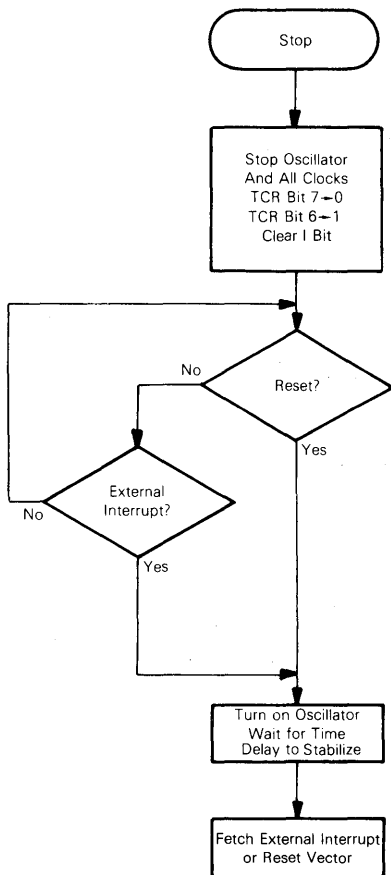 Stop
Stop Oscillator
And All Clocks
TCR Bit 7→0
TCR Bit 6→1
Clear I Bit
Reset?
No
Yes
External
Interrupt?
No
Yes
Turn on Oscillator
Wait for Time
Delay to Stabilize
Fetch External Interrupt
or Reset Vector